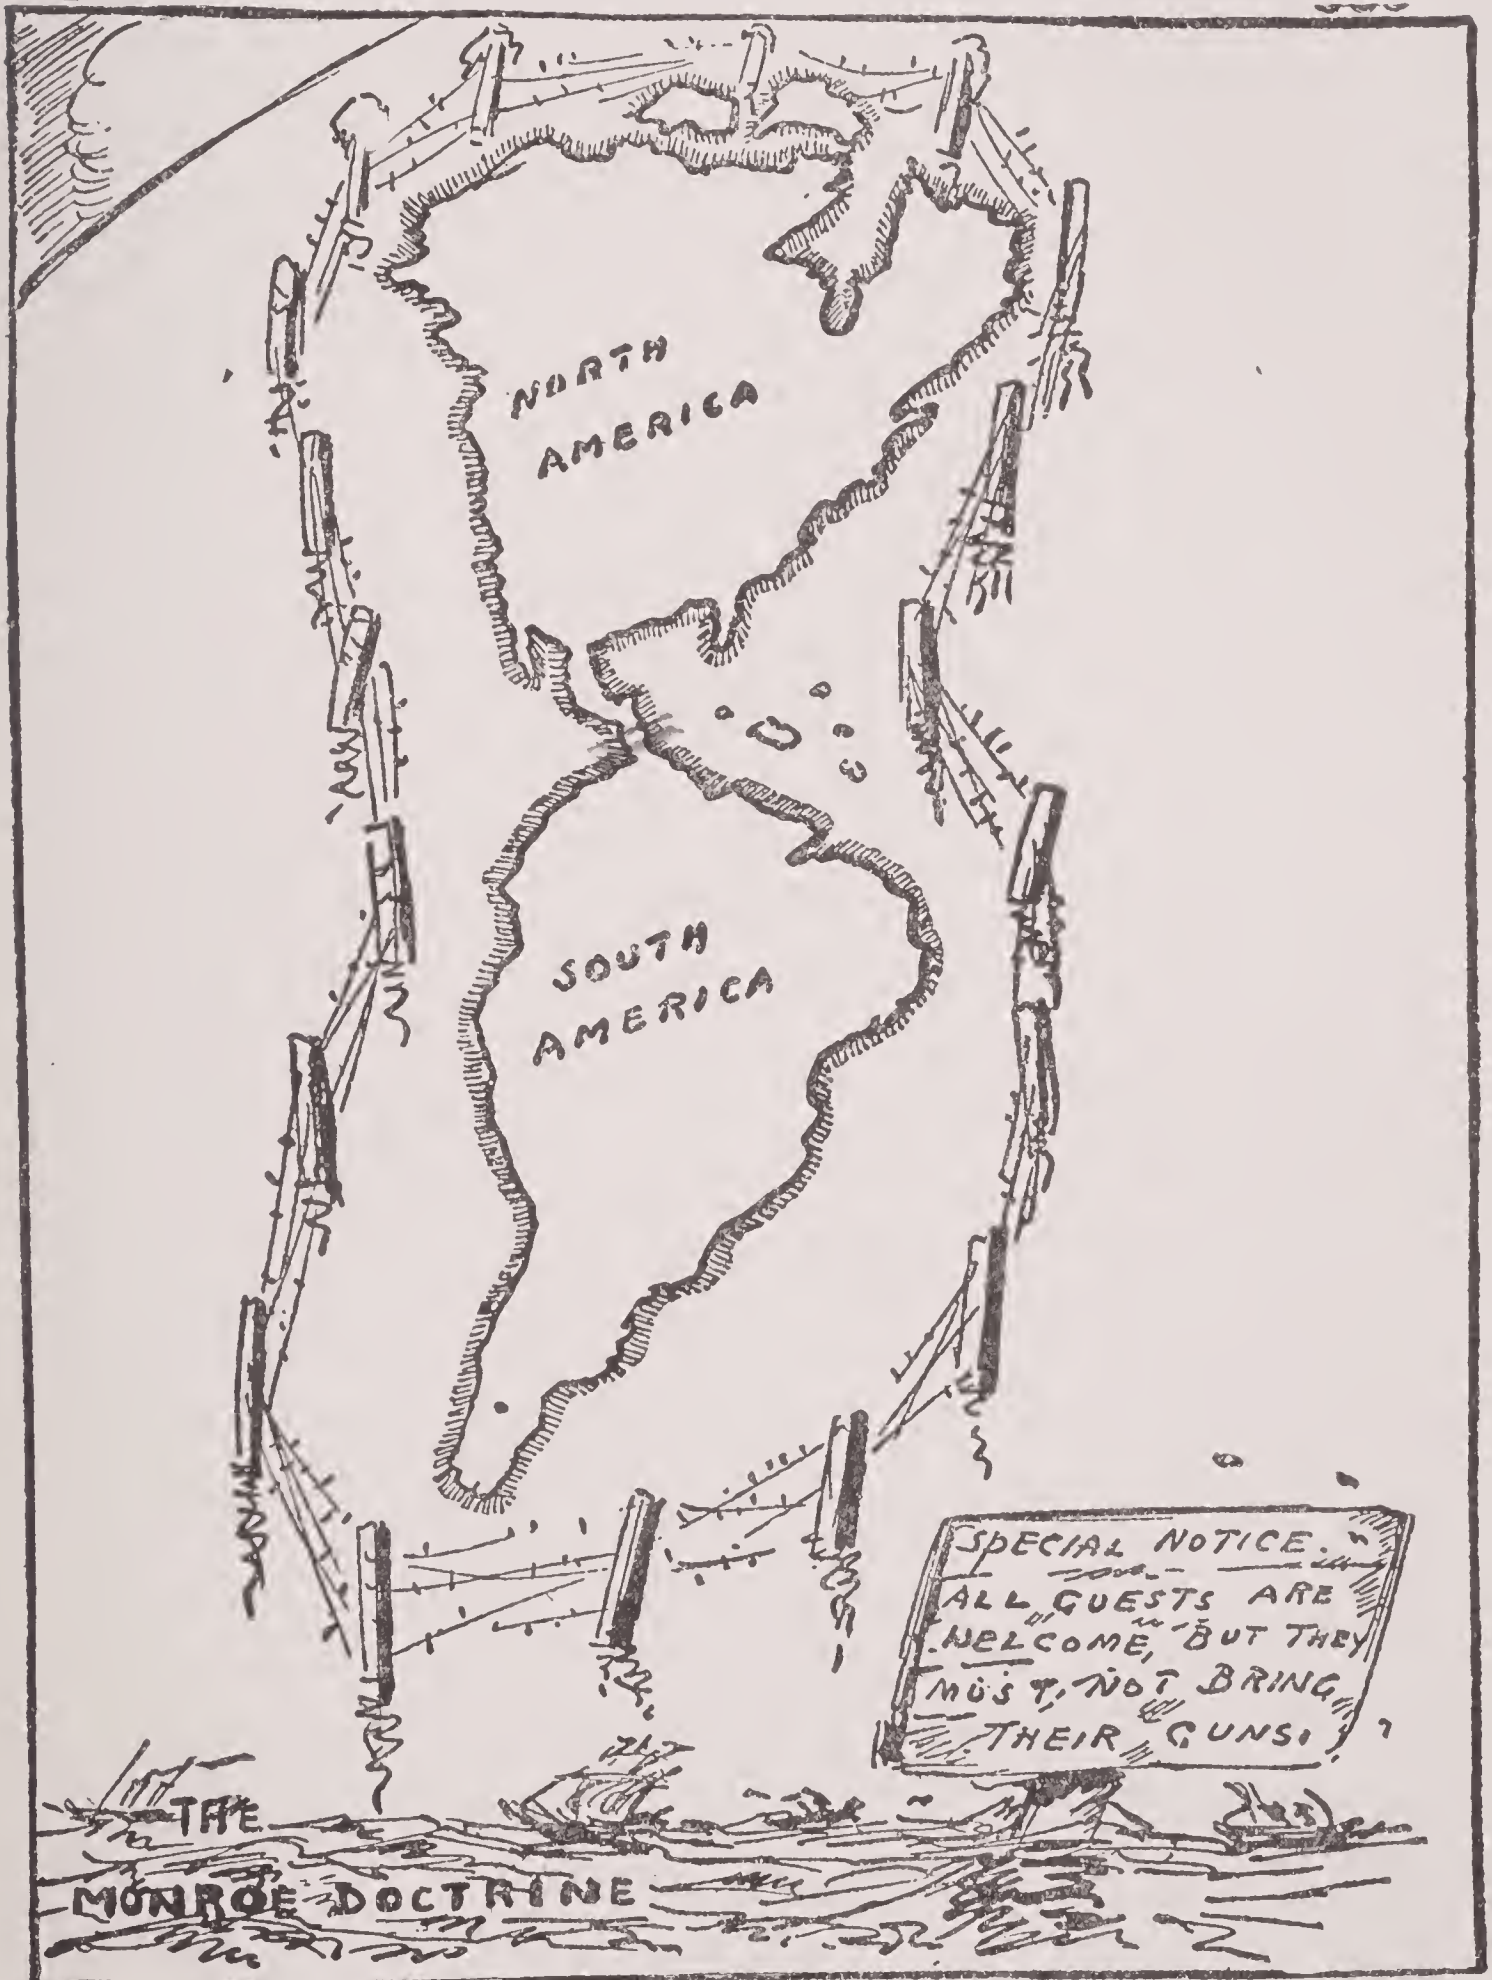 NORTH
AMERICA
SOUTH
AMERICA
SPECIAL NOTICE.
ALL GUESTS ARE
WELCOME, BUT THEY
MUST NOT BRING
THEIR GUNS.
THE
MONROE DOCTRINE